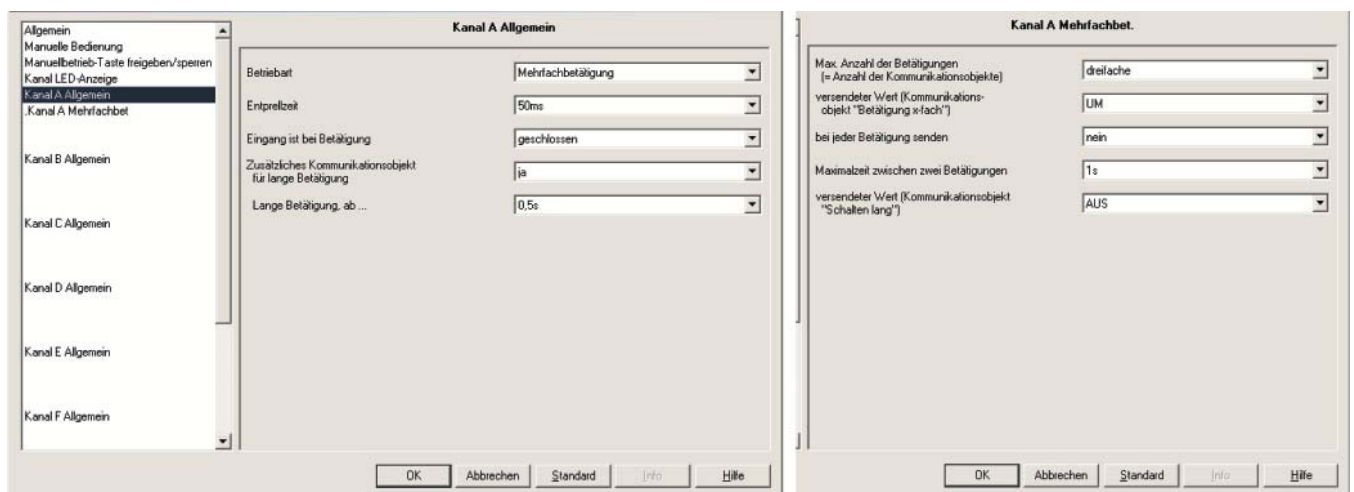 Allgemein
Manuelle Bedienung
Manuellbetrieb-Taste freigeben/sperren
Kanal LED-Anzeige
Kanal A Allgemein
.Kanal A Mehrfachbet
Kanal B Allgemein
Kanal C Allgemein
Kanal D Allgemein
Kanal E Allgemein
Kanal F Allgemein
Kanal A Allgemein
Betriebart
Mehrfachbetätigung
Entprellzeit
50ms
Eingang ist bei Betätigung
geschlossen
Zusätzliches Kommunikationsobjekt
für lange Betätigung
ja
Lange Betätigung, ab ...
0,5s
OK
Abbrechen
Standard
Info
Hilfe
Kanal A Mehrfachbet.
Max. Anzahl der Betätigungen
(= Anzahl der Kommunikationsobjekte)
dreifache
versendeter Wert (Kommunikations-
objekt "Betätigung x-fach")
UM
bei jeder Betätigung senden
nein
Maximalzeit zwischen zwei Betätigungen
1s
versendeter Wert (Kommunikationsobjekt
"Schalten lang")
AUS
OK
Abbrechen
Standard
Info
Hilfe